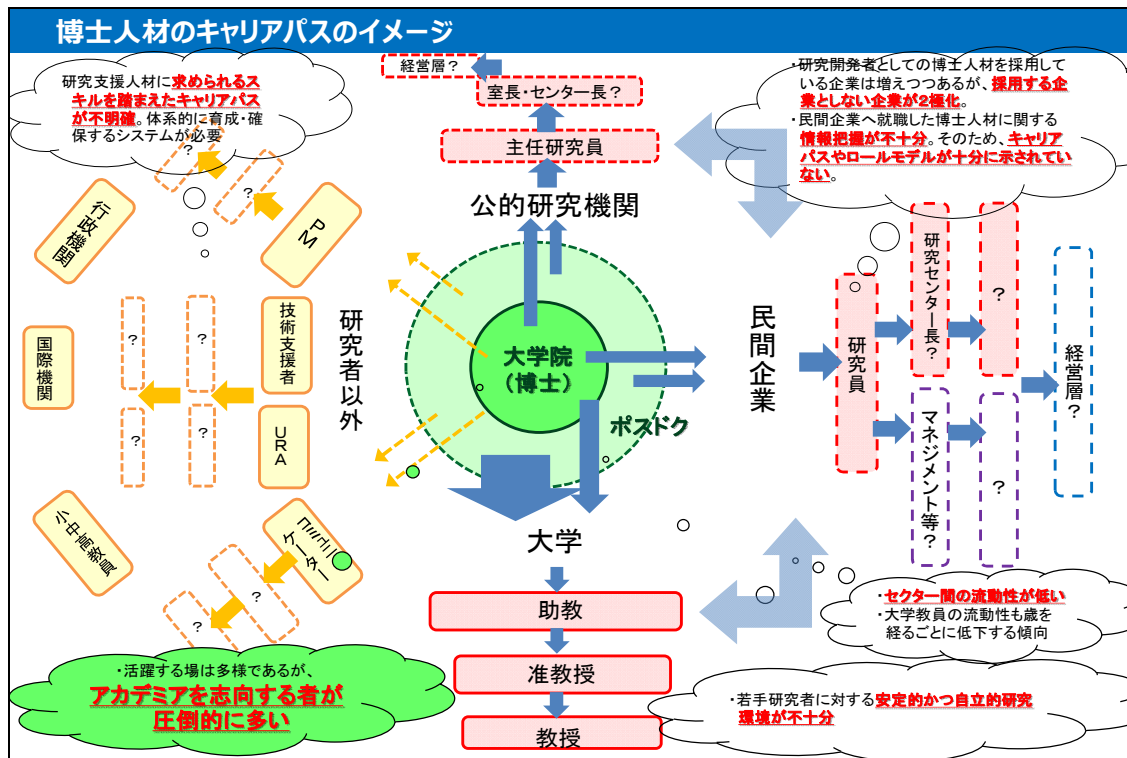 博士人材のキャリアパスのイメージ
研究支援人材に求められるス
キルを踏まえたキャリアパス
が不明確。体系的に育成・確
保するシステムが必要
経営層?
室長・センター長?
主任研究員
公的研究機関
・研究開発者としての博士人材を採用して
いる企業は増えつつあるが、採用する企
業としない企業が2極化。
・民間企業へ就職した博士人材に関する
情報把握が不十分。そのため、キャリア
パスやロールモデルが十分に示されてい
ない。
行政機関
?
?
PM
国際機関
?
?
?
?
技術支援者
URA
研究者以外
小中高教員
?
?
コミュニ
ケーター
大学院
(博士)
ポスドク
民間企業
研究員
研究センター長?
?
マネジメント等?
?
経営層?
大学
助教
准教授
教授
・セクター間の流動性が低い
・大学教員の流動性も歳を
経るごとに低下する傾向
・活躍する場は多様であるが、
アカデミアを志向する者が
圧倒的に多い
・若手研究者に対する安定的かつ自立的研究
環境が不十分